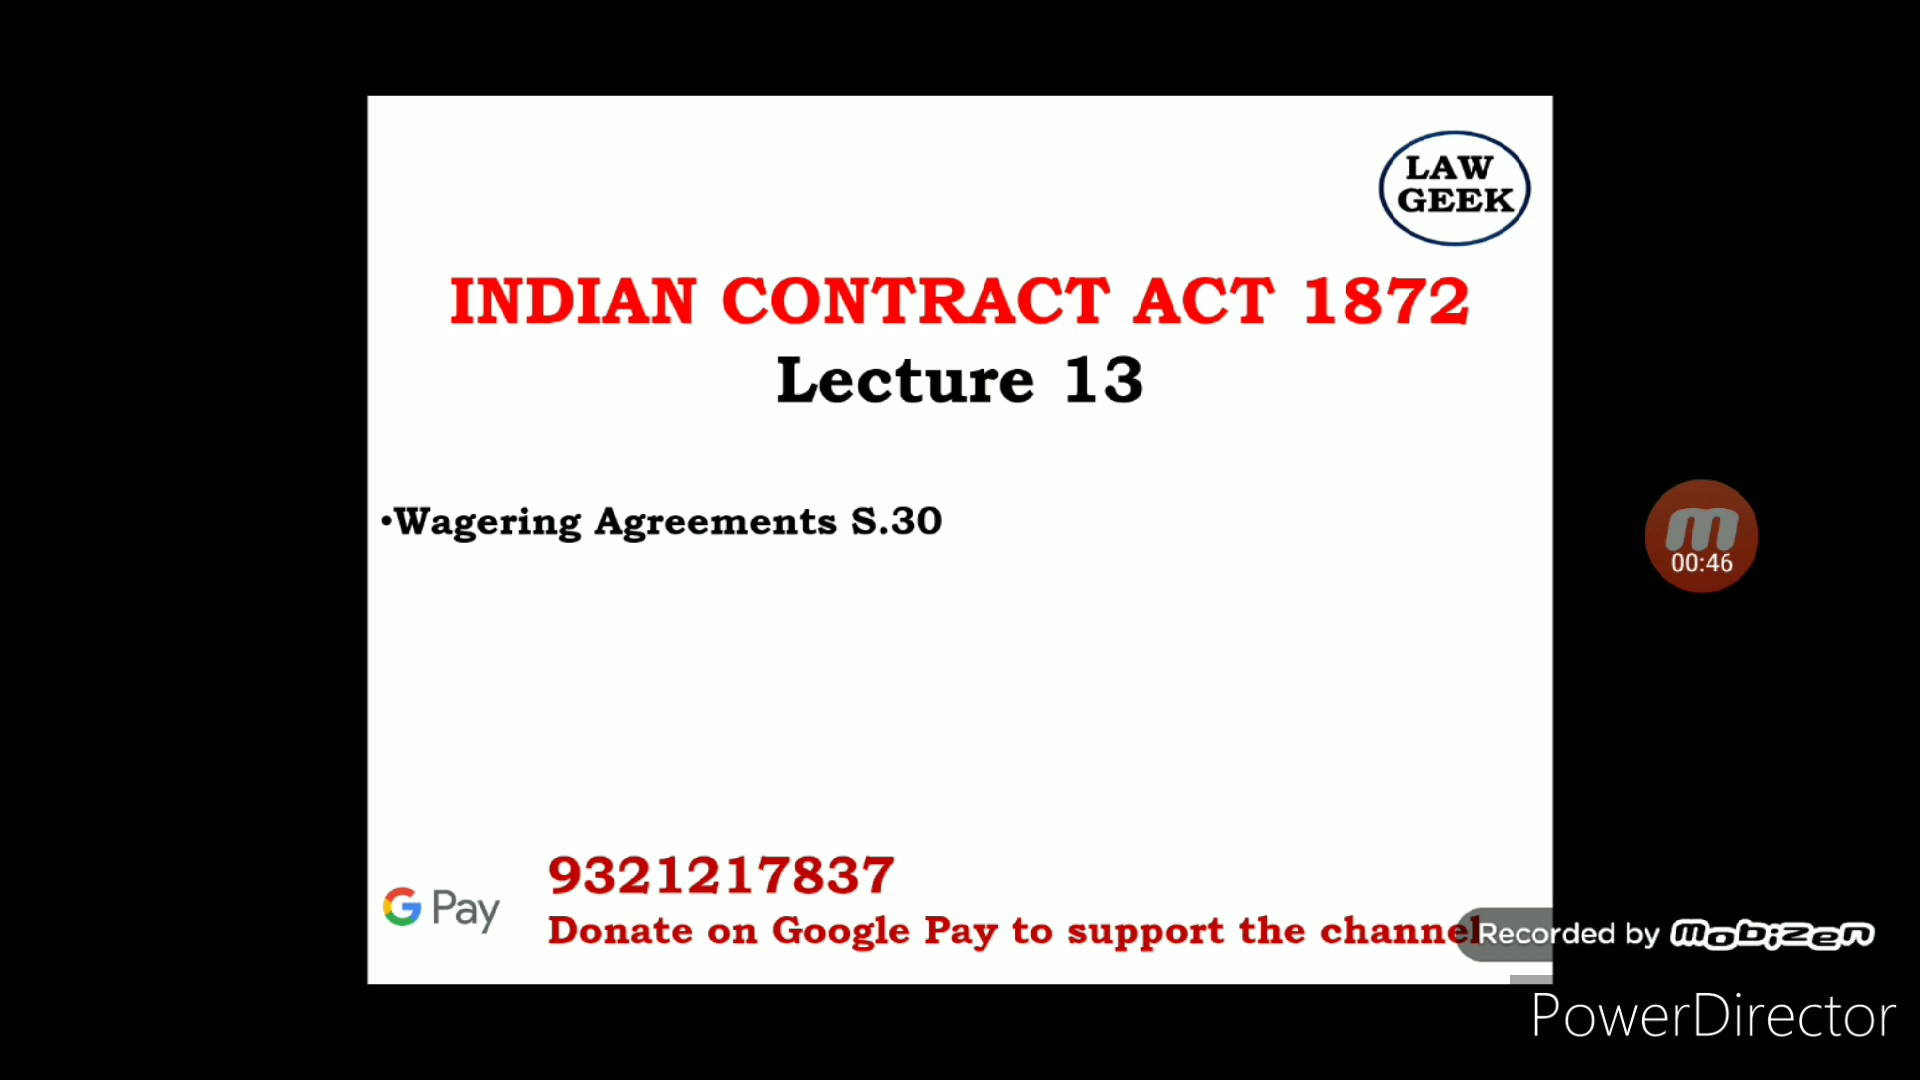 LAW
GEEK
INDIAN CONTRACT ACT 1872
Lecture 13
•Wagering Agreements S.30
m
00:46
9321217837
G Pay
Donate on Google Pay to support the channel
Recorded by mobizen
PowerDirector